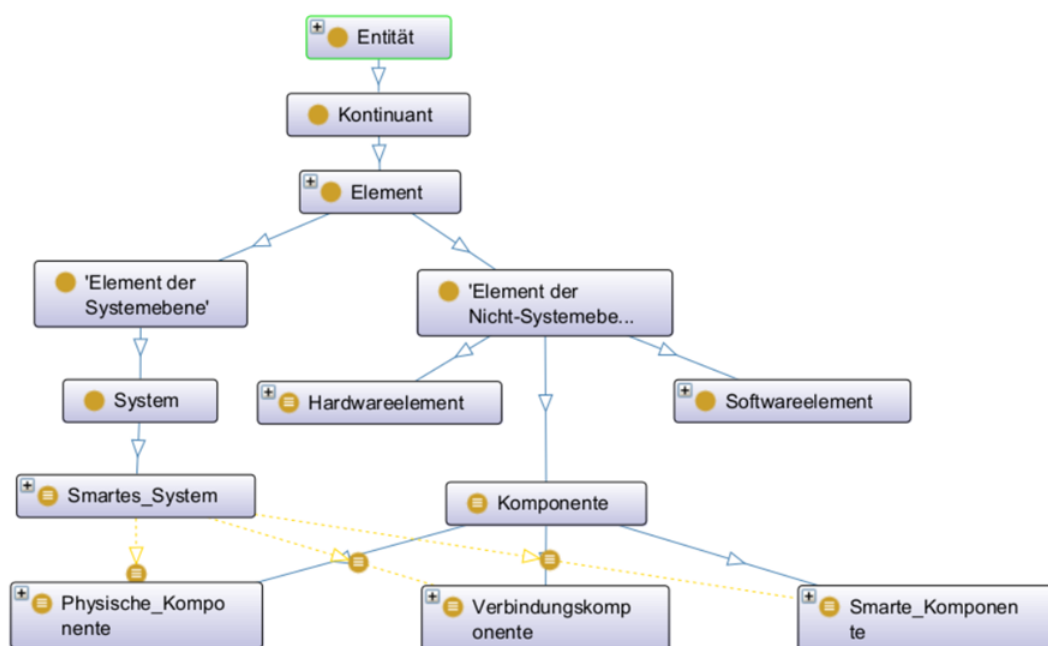 Entität
Kontinuant
Element
'Element der
Systemebene'
'Element der
Nicht-Systemebe...
System
Hardwareelement
Softwareelement
Smartes_System
Komponente
Physische_Kompo
nente
Verbindungskomp
onente
Smarte_Komponen
te